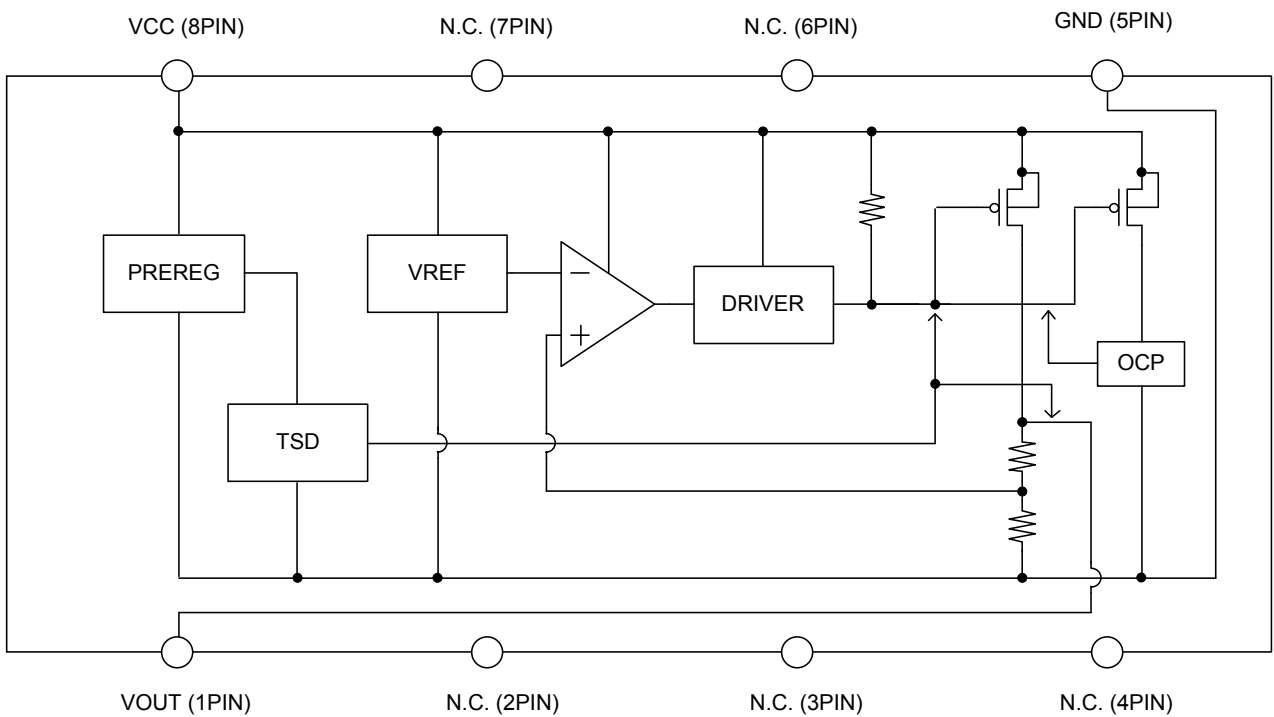 VCC (8PIN)
N.C. (7PIN)
N.C. (6PIN)
GND (5PIN)
PREREG
VREF
−
+
DRIVER
OCP
TSD
VOUT (1PIN)
N.C. (2PIN)
N.C. (3PIN)
N.C. (4PIN)